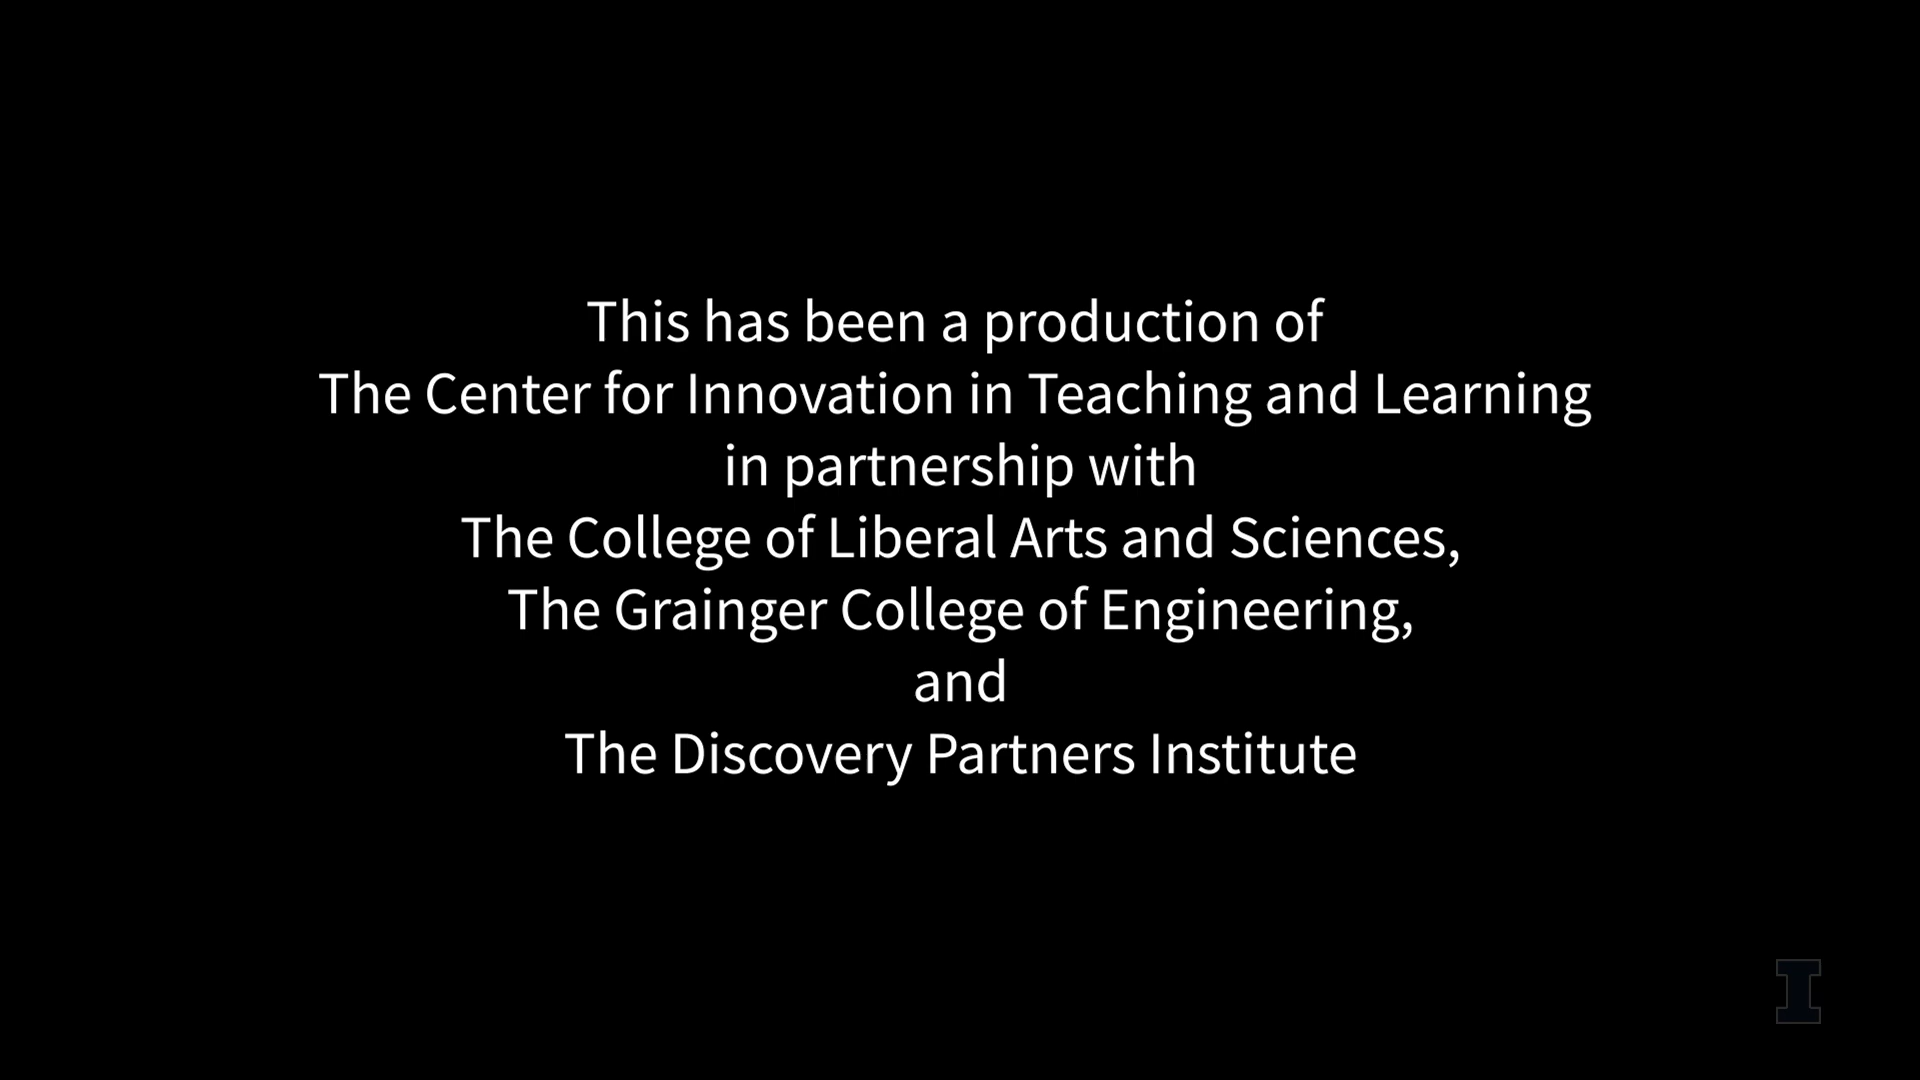 This has been a production of
The Center for Innovation in Teaching and Learning
in partnership with
The College of Liberal Arts and Sciences,
The Grainger College of Engineering,
and
The Discovery Partners Institute
I